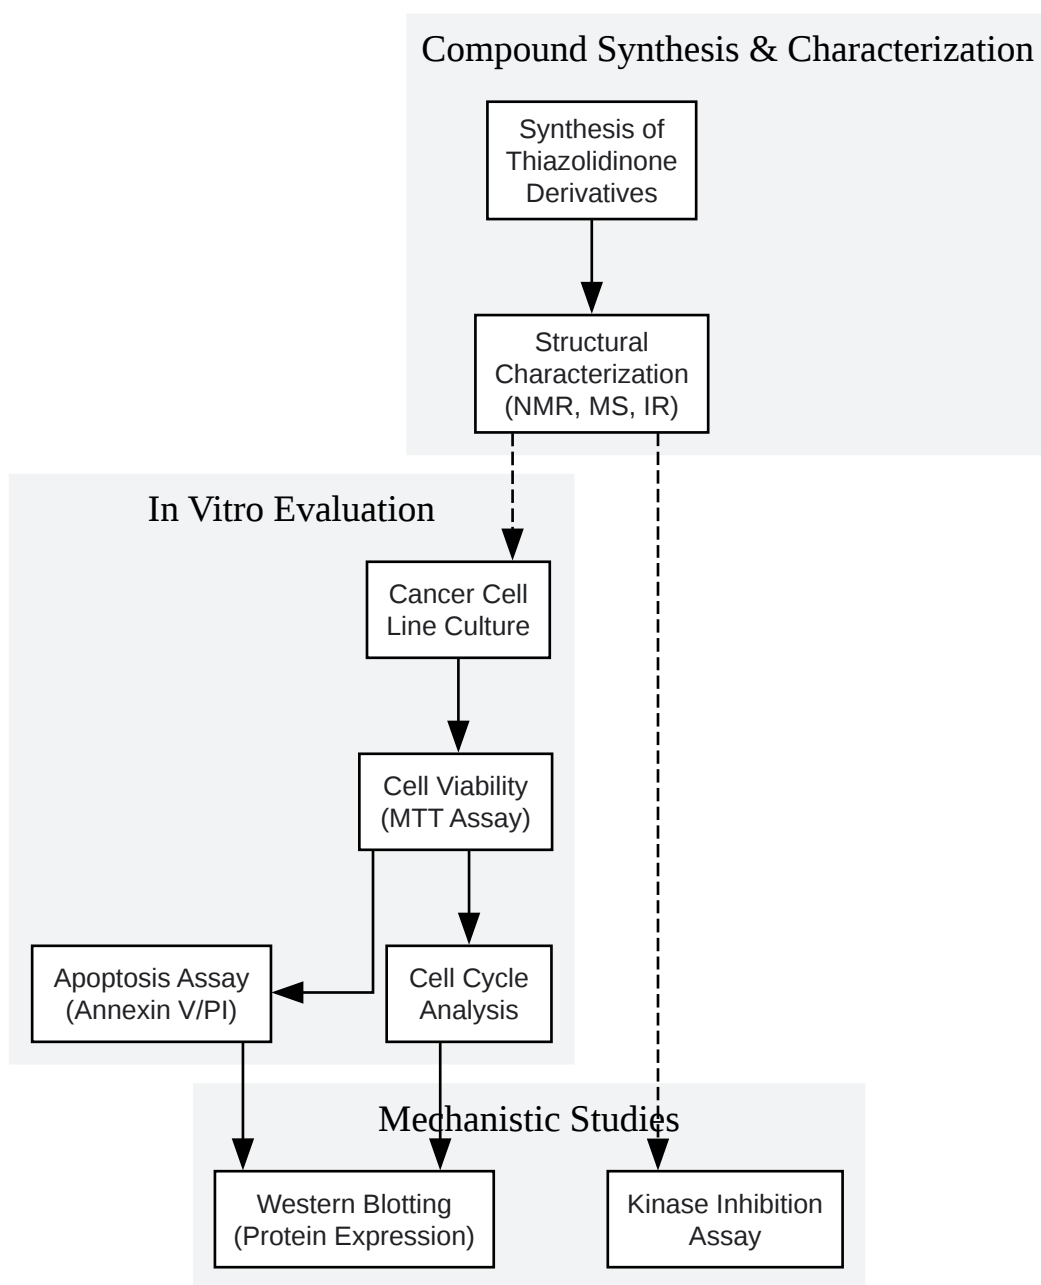 Compound Synthesis & Characterization
Synthesis of
Thiazolidinone
Derivatives
Structural
Characterization
(NMR, MS, IR)
In Vitro Evaluation
Cancer Cell
Line Culture
Cell Viability
(MTT Assay)
Apoptosis Assay
(Annexin V/PI)
Cell Cycle
Analysis
Mechanistic Studies
Western Blotting
(Protein Expression)
Kinase Inhibition
Assay